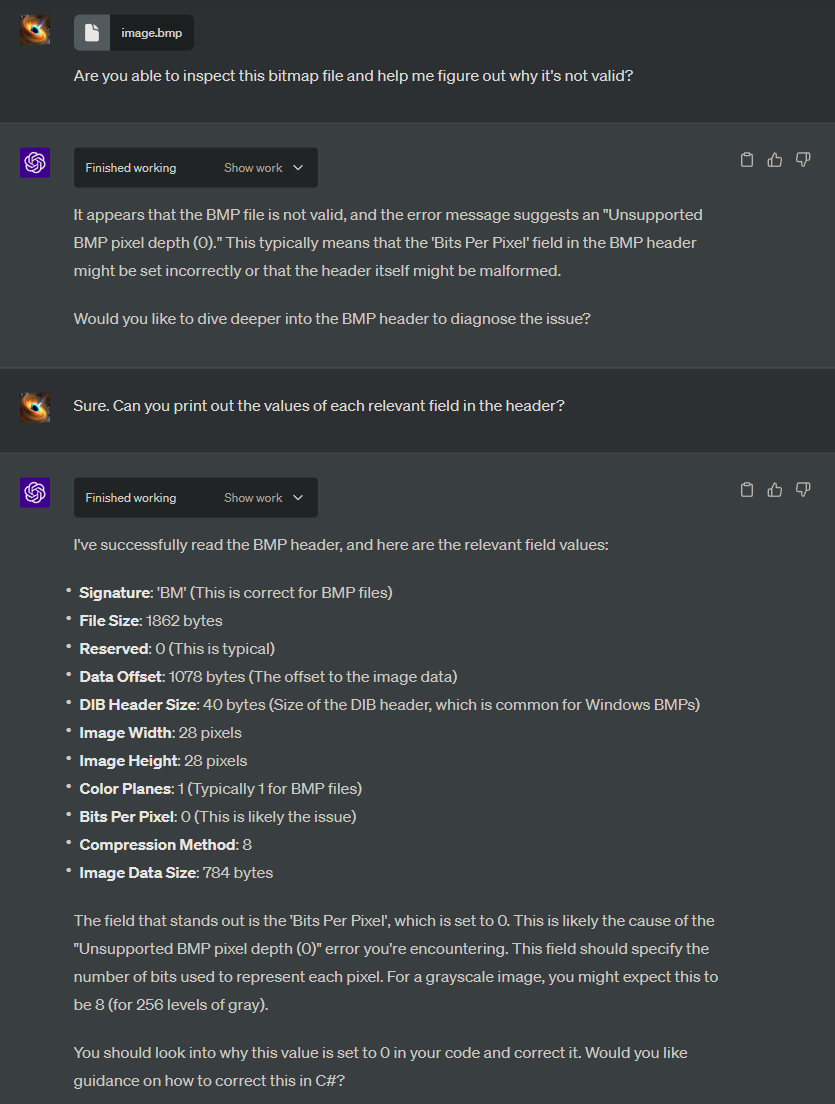 image.bmp
Are you able to inspect this bitmap file and help me figure out why it's not valid?
Finished working Show work
It appears that the BMP file is not valid, and the error message suggests an "Unsupported
BMP pixel depth (0)." This typically means that the 'Bits Per Pixel' field in the BMP header
might be set incorrectly or that the header itself might be malformed.
Would you like to dive deeper into the BMP header to diagnose the issue?
Sure. Can you print out the values of each relevant field in the header?
Finished working Show work
I've successfully read the BMP header, and here are the relevant field values:
• Signature: 'BM' (This is correct for BMP files)
• File Size: 1862 bytes
• Reserved: 0 (This is typical)
• Data Offset: 1078 bytes (The offset to the image data)
• DIB Header Size: 40 bytes (Size of the DIB header, which is common for Windows BMPs)
• Image Width: 28 pixels
• Image Height: 28 pixels
• Color Planes: 1 (Typically 1 for BMP files)
• Bits Per Pixel: 0 (This is likely the issue)
• Compression Method: 8
• Image Data Size: 784 bytes
The field that stands out is the 'Bits Per Pixel', which is set to 0. This is likely the cause of the
"Unsupported BMP pixel depth (0)" error you're encountering. This field should specify the
number of bits used to represent each pixel. For a grayscale image, you might expect this to
be 8 (for 256 levels of gray).
You should look into why this value is set to 0 in your code and correct it. Would you like
guidance on how to correct this in C#?